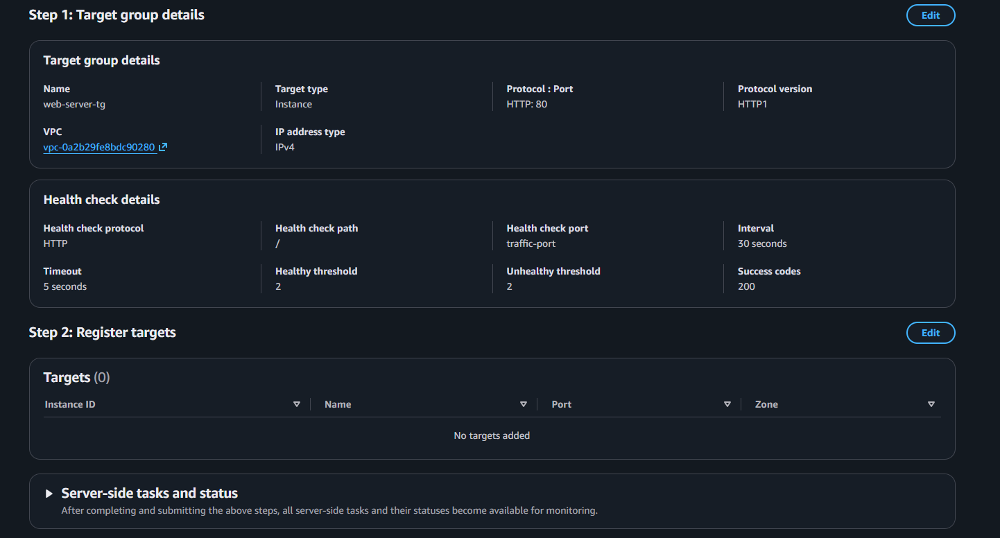 Step 1: Target group details
Edit
Target group details
Name Target type Protocol : Port Protocol version
web-server-tg Instance HTTP: 80 HTTP1
VPC IP address type
vpc-0a2b29fe8bdc90280 IPv4
Health check details
Health check protocol Health check path Health check port Interval
HTTP / traffic-port 30 seconds
Timeout Healthy threshold Unhealthy threshold Success codes
5 seconds 2 2 200
Step 2: Register targets
Edit
Targets (0)
Instance ID Name Port Zone
No targets added
Server-side tasks and status
After completing and submitting the above steps, all server-side tasks and their statuses become available for monitoring.